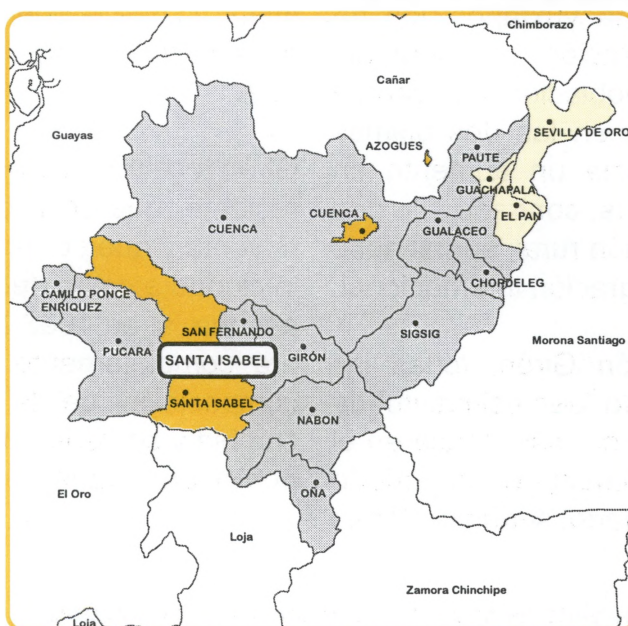 Chimborazo
Cañar
Guayas
SEVILLA DE ORO
AZOGUES
PAUTE
GUACHAPALA
CUENCA
EL PAN
CUENCA
GUALACEO
CHORDELEG
CAMILO PONCE
ENRIQUEZ
SAN FERNANDO
SIGSIG
Morona Santiago
PUCARA
SANTA ISABEL
GIRÓN
SANTA ISABEL
NABON
El Oro
OÑA
Loja
Zamora Chinchipe
Loja